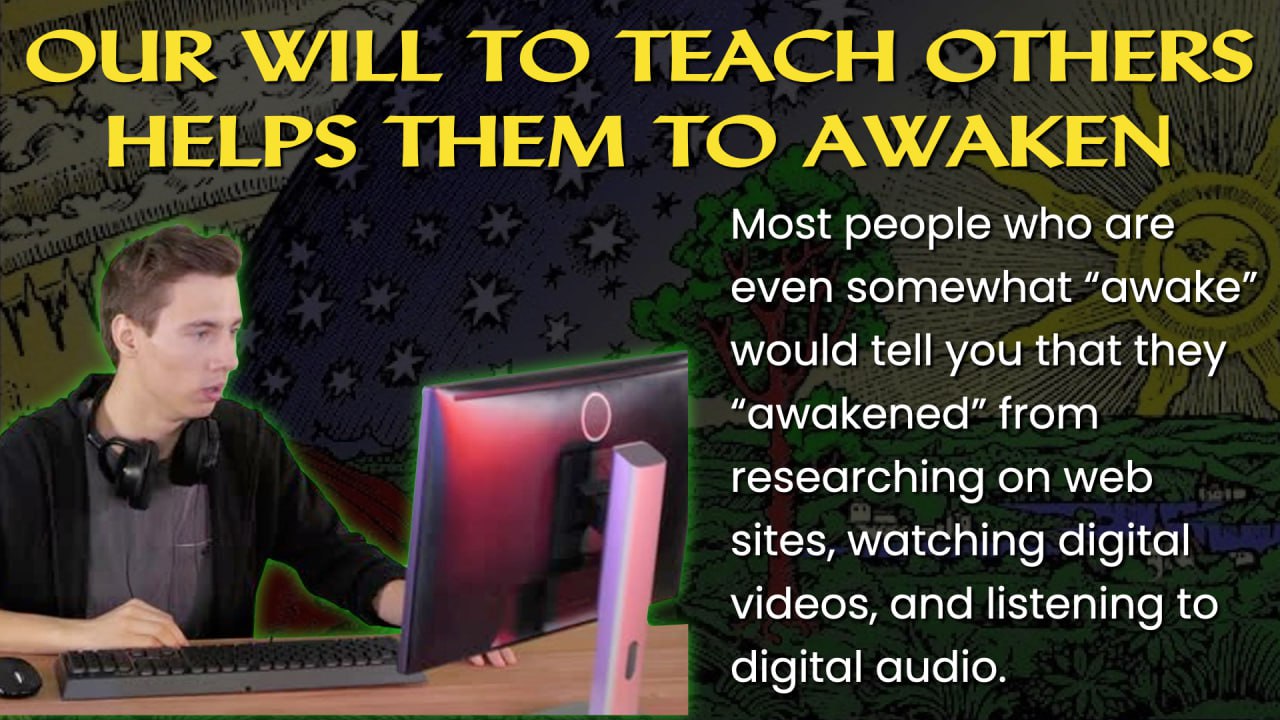 OUR WILL TO TEACH OTHERS
HELPS THEM TO AWAKEN
Most people who are
even somewhat “awake”
would tell you that they
“awakened” from
researching on web
sites, watching digital
videos, and listening to
digital audio.